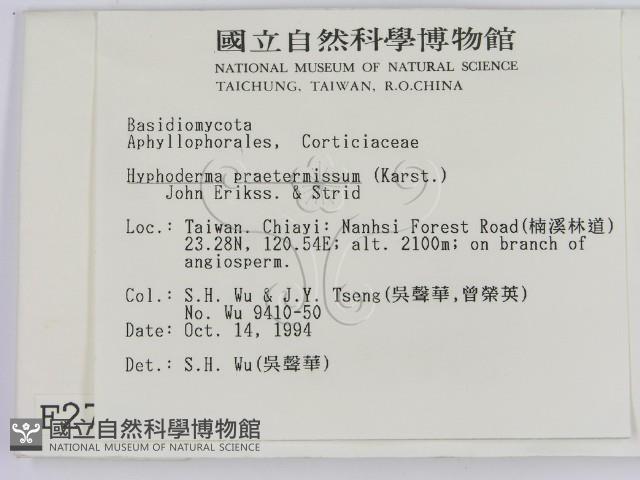 國立自然科學博物館
NATIONAL MUSEUM OF NATURAL SCIENCE
TAICHUNG, TAIWAN, R.O.CHINA
Basidiomycota
Aphyllophorales, Corticiaceae
Hyphoderma praetermissum (Karst.)
John Erikss. & Strid
Loc.: Taiwan. Chiayi: Nanhsi Forest Road(楠溪林道)
23.28N, 120.54E; alt. 2100m; on branch of
angiosperm.
Col.: S.H. Wu & J.Y. Tseng(吳聲華,曾榮英)
No. Wu 9410-50
Date: Oct. 14, 1994
Det.: S.H. Wu(吳聲華)
國立自然科學博物館
NATIONAL MUSEUM OF NATURAL SCIENCE